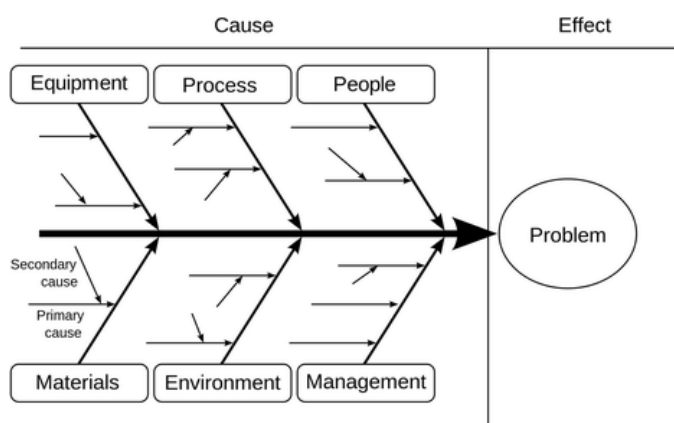 Cause
Effect
Equipment
Process
People
Problem
Secondary
cause
Primary
cause
Materials
Environment
Management